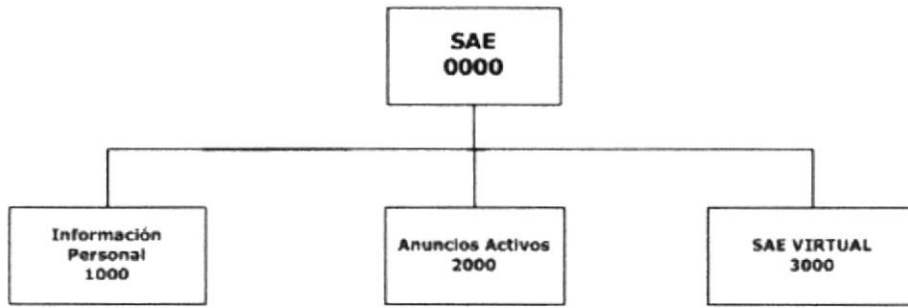 SAE
0000
Información
Personal
1000
Anuncios Activos
2000
SAE VIRTUAL
3000